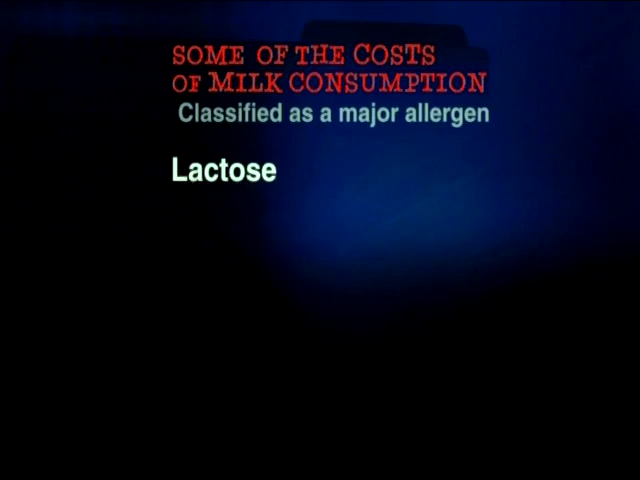 SOME OF THE COSTS
OF MILK CONSUMPTION
Classified as a major allergen
Lactose